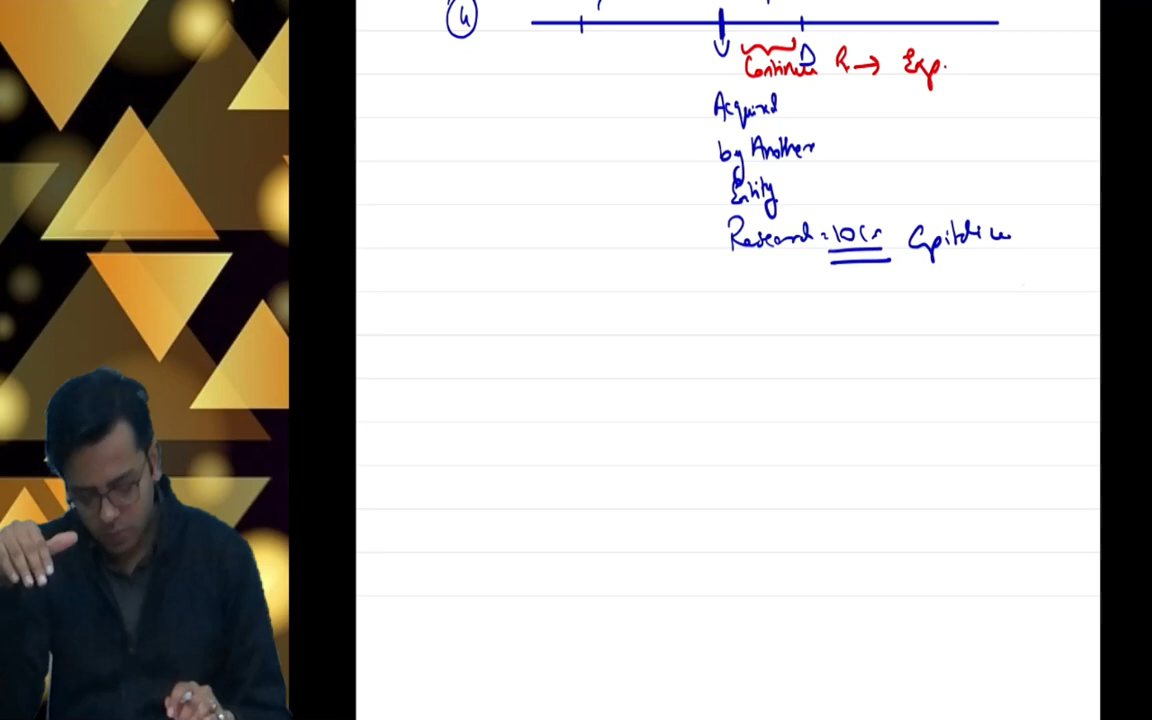 4
D
Continue R → Exp.
Acquired
by Another
Entity
Research = 10 Cr Capitalise